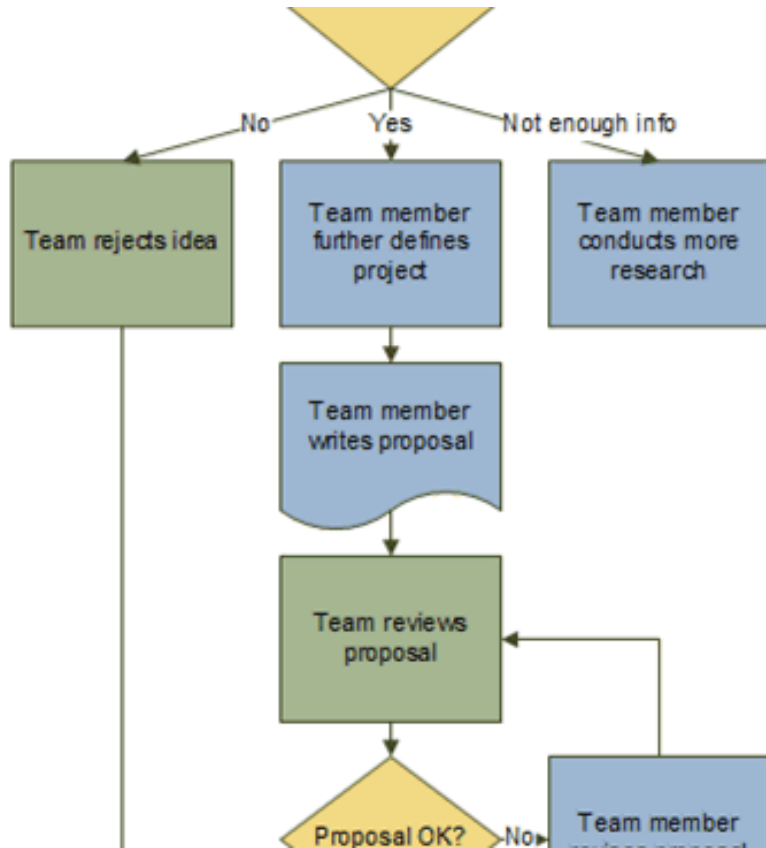 No
Yes
Not enough info
Team rejects idea
Team member
further defines
project
Team member
conducts more
research
Team member
writes proposal
Team reviews
proposal
Proposal OK?
No
Team member